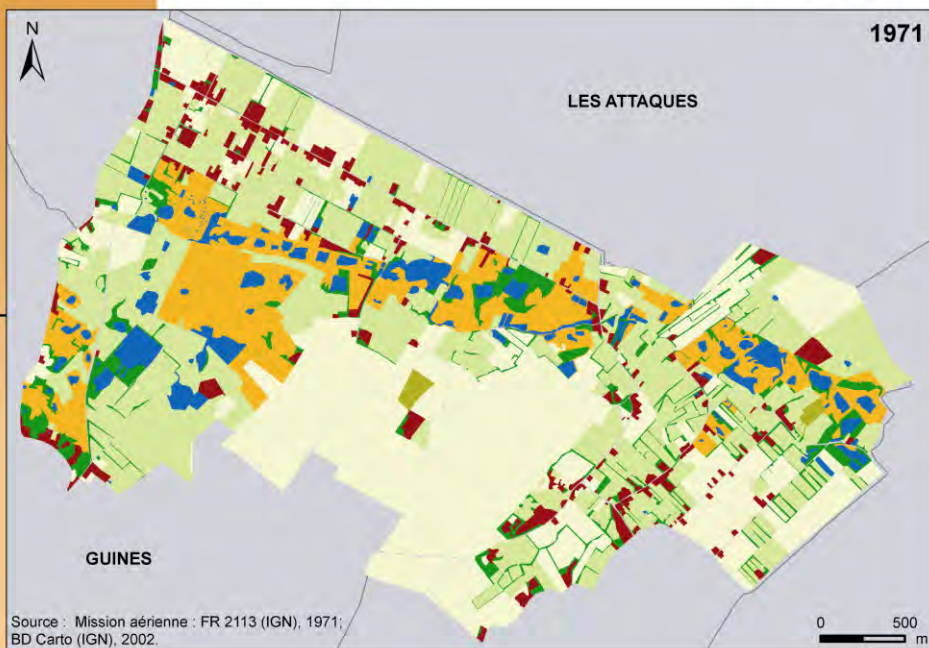 N
1971
LES ATTAQUES
GUINES
Source : Mission aérienne : FR 2113 (IGN), 1971;
BD Carto (IGN), 2002.
0 500
m